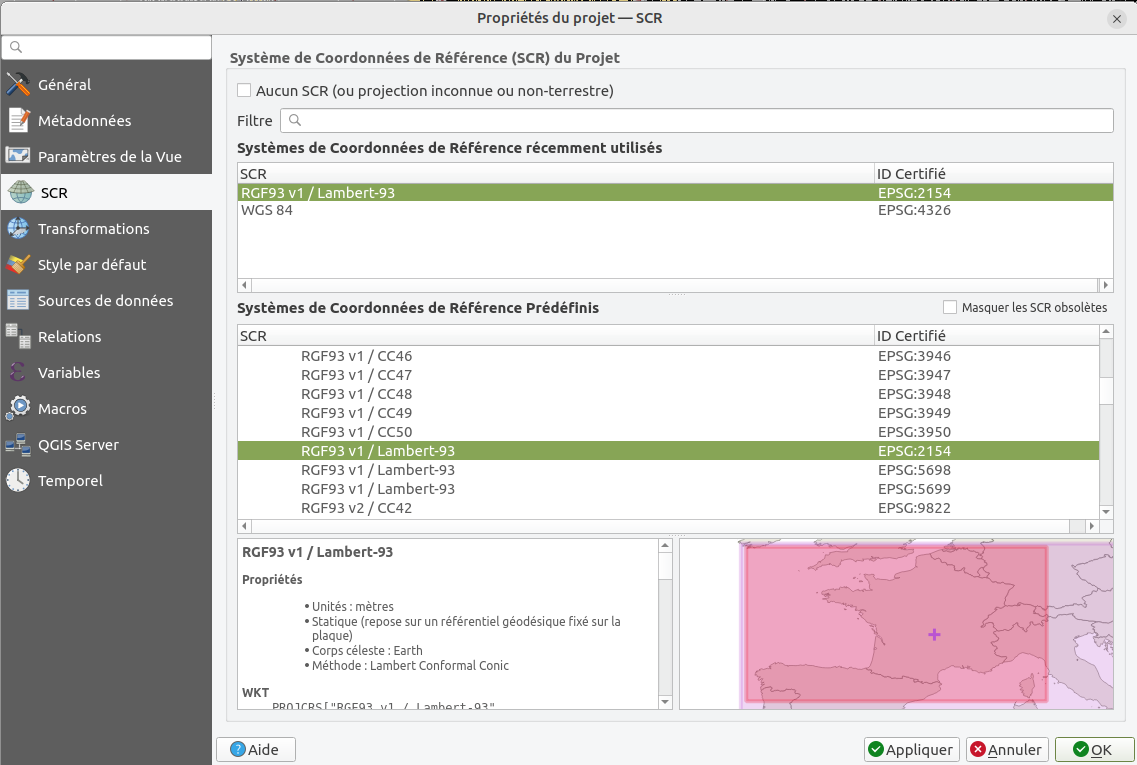 Propriétés du projet — SCR
Général
Métadonnées
Paramètres de la Vue
SCR
Transformations
Style par défaut
Sources de données
Relations
Variables
Macros
QGIS Server
Temporel
Système de Coordonnées de Référence (SCR) du Projet
Aucun SCR (ou projection inconnue ou non-terrestre)
Filtre
Systèmes de Coordonnées de Référence récemment utilisés
SCR ID Certifié
RGF93 v1 / Lambert-93 EPSG:2154
WGS 84 EPSG:4326
Systèmes de Coordonnées de Référence Prédéfinis Masquer les SCR obsolètes
SCR ID Certifié
RGF93 v1 / CC46 EPSG:3946
RGF93 v1 / CC47 EPSG:3947
RGF93 v1 / CC48 EPSG:3948
RGF93 v1 / CC49 EPSG:3949
RGF93 v1 / CC50 EPSG:3950
RGF93 v1 / Lambert-93 EPSG:2154
RGF93 v1 / Lambert-93 EPSG:5698
RGF93 v1 / Lambert-93 EPSG:5699
RGF93 v2 / CC42 EPSG:9822
RGF93 v1 / Lambert-93
Propriétés
• Unités : mètres
• Statique (repose sur un référentiel géodésique fixé sur la
plaque)
• Corps céleste : Earth
• Méthode : Lambert Conformal Conic
WKT
PROJCRS["RGF93 v1 / Lambert-93"
Aide
Appliquer
Annuler
OK